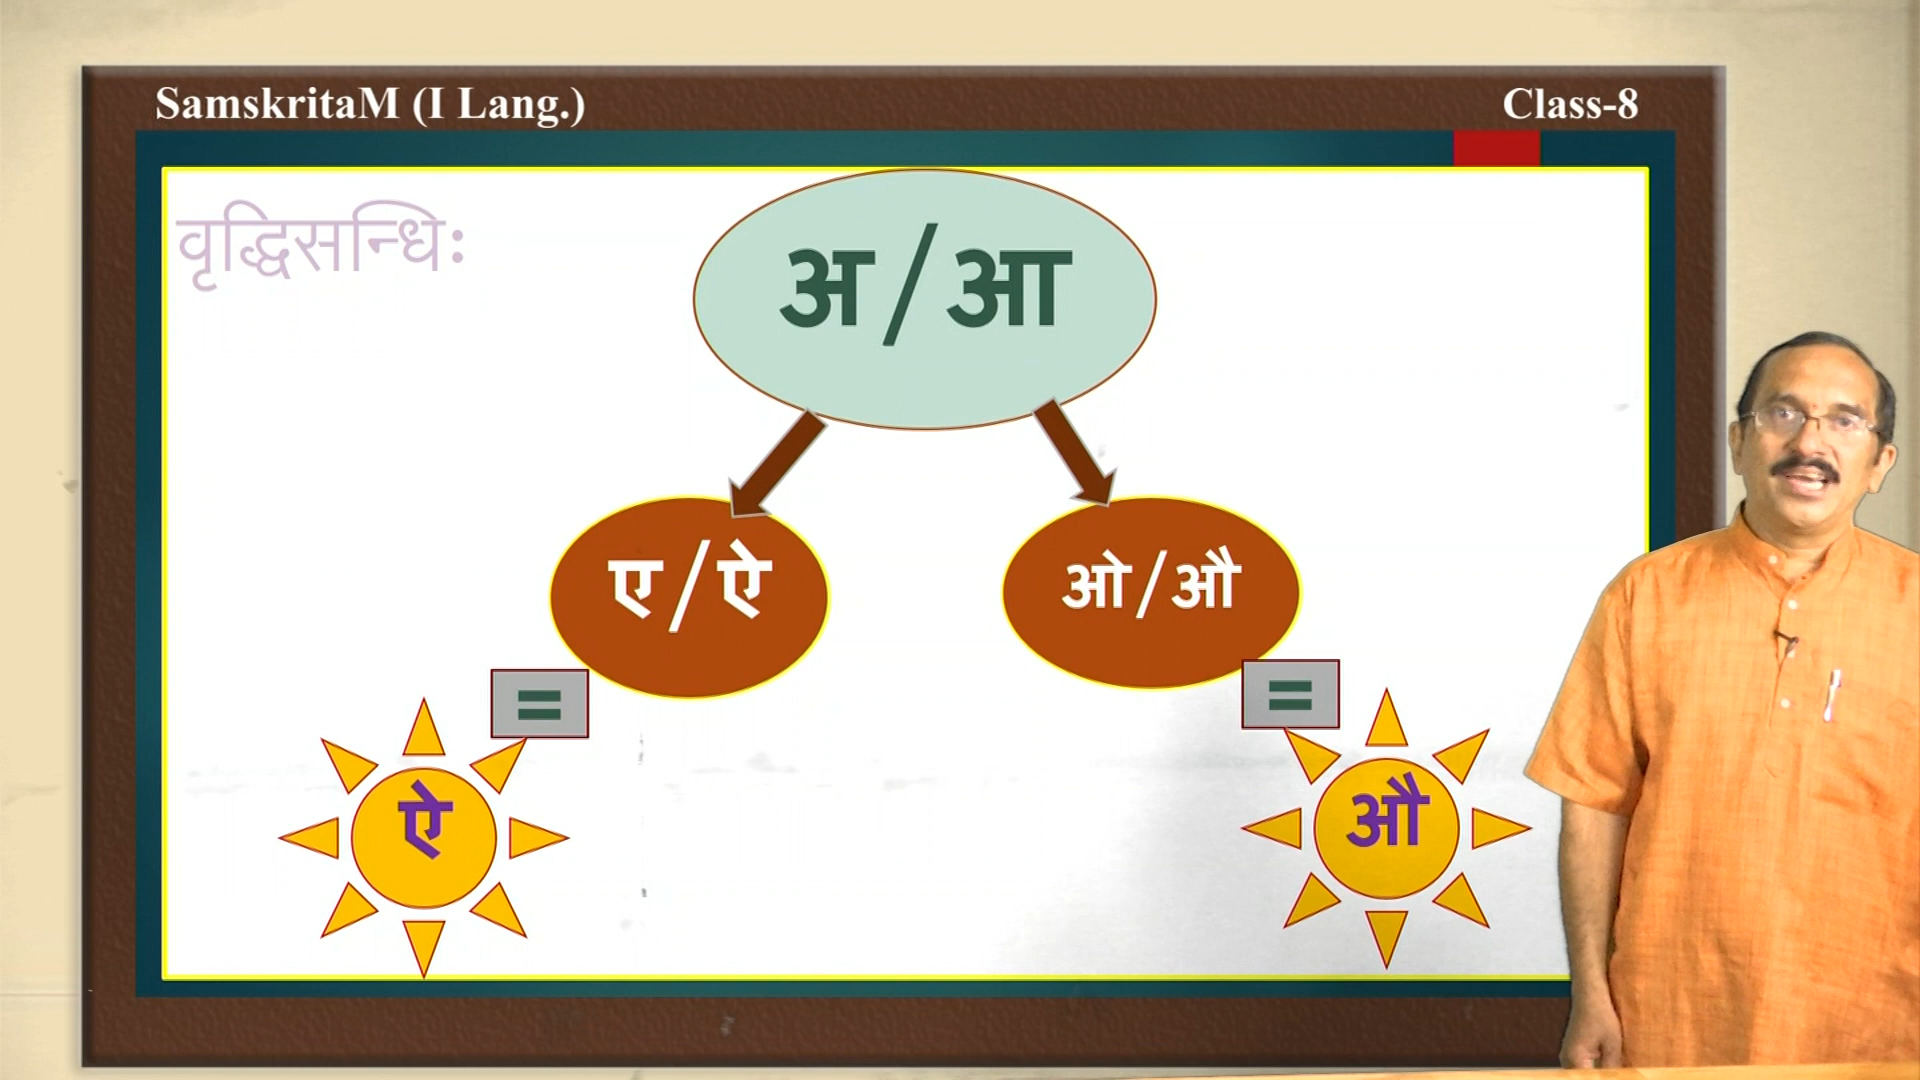 SamskritaM (I Lang.)
Class-8
वृद्धिसन्धिः
अ/आ
ए/ऐ
ओ/औ
=
=
ऐ
औ